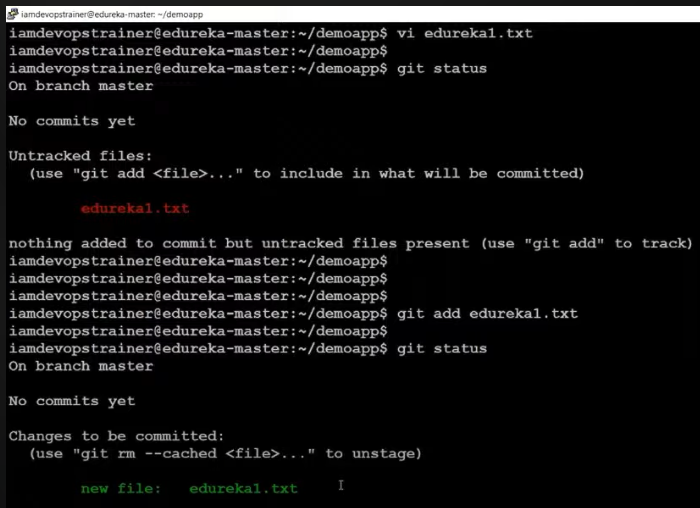 iamdevopstrainer@edureka-master: ~/demoapp
iamdevopstrainer@edureka-master:~/demoapp$ vi edureka1.txt
iamdevopstrainer@edureka-master:~/demoapp$
iamdevopstrainer@edureka-master:~/demoapp$ git status
On branch master
No commits yet
Untracked files:
(use "git add <file>..." to include in what will be committed)
edureka1.txt
nothing added to commit but untracked files present (use "git add" to track)
iamdevopstrainer@edureka-master:~/demoapp$
iamdevopstrainer@edureka-master:~/demoapp$
iamdevopstrainer@edureka-master:~/demoapp$
iamdevopstrainer@edureka-master:~/demoapp$ git add edureka1.txt
iamdevopstrainer@edureka-master:~/demoapp$
iamdevopstrainer@edureka-master:~/demoapp$ git status
On branch master
No commits yet
Changes to be committed:
(use "git rm --cached <file>..." to unstage)
new file: edureka1.txt